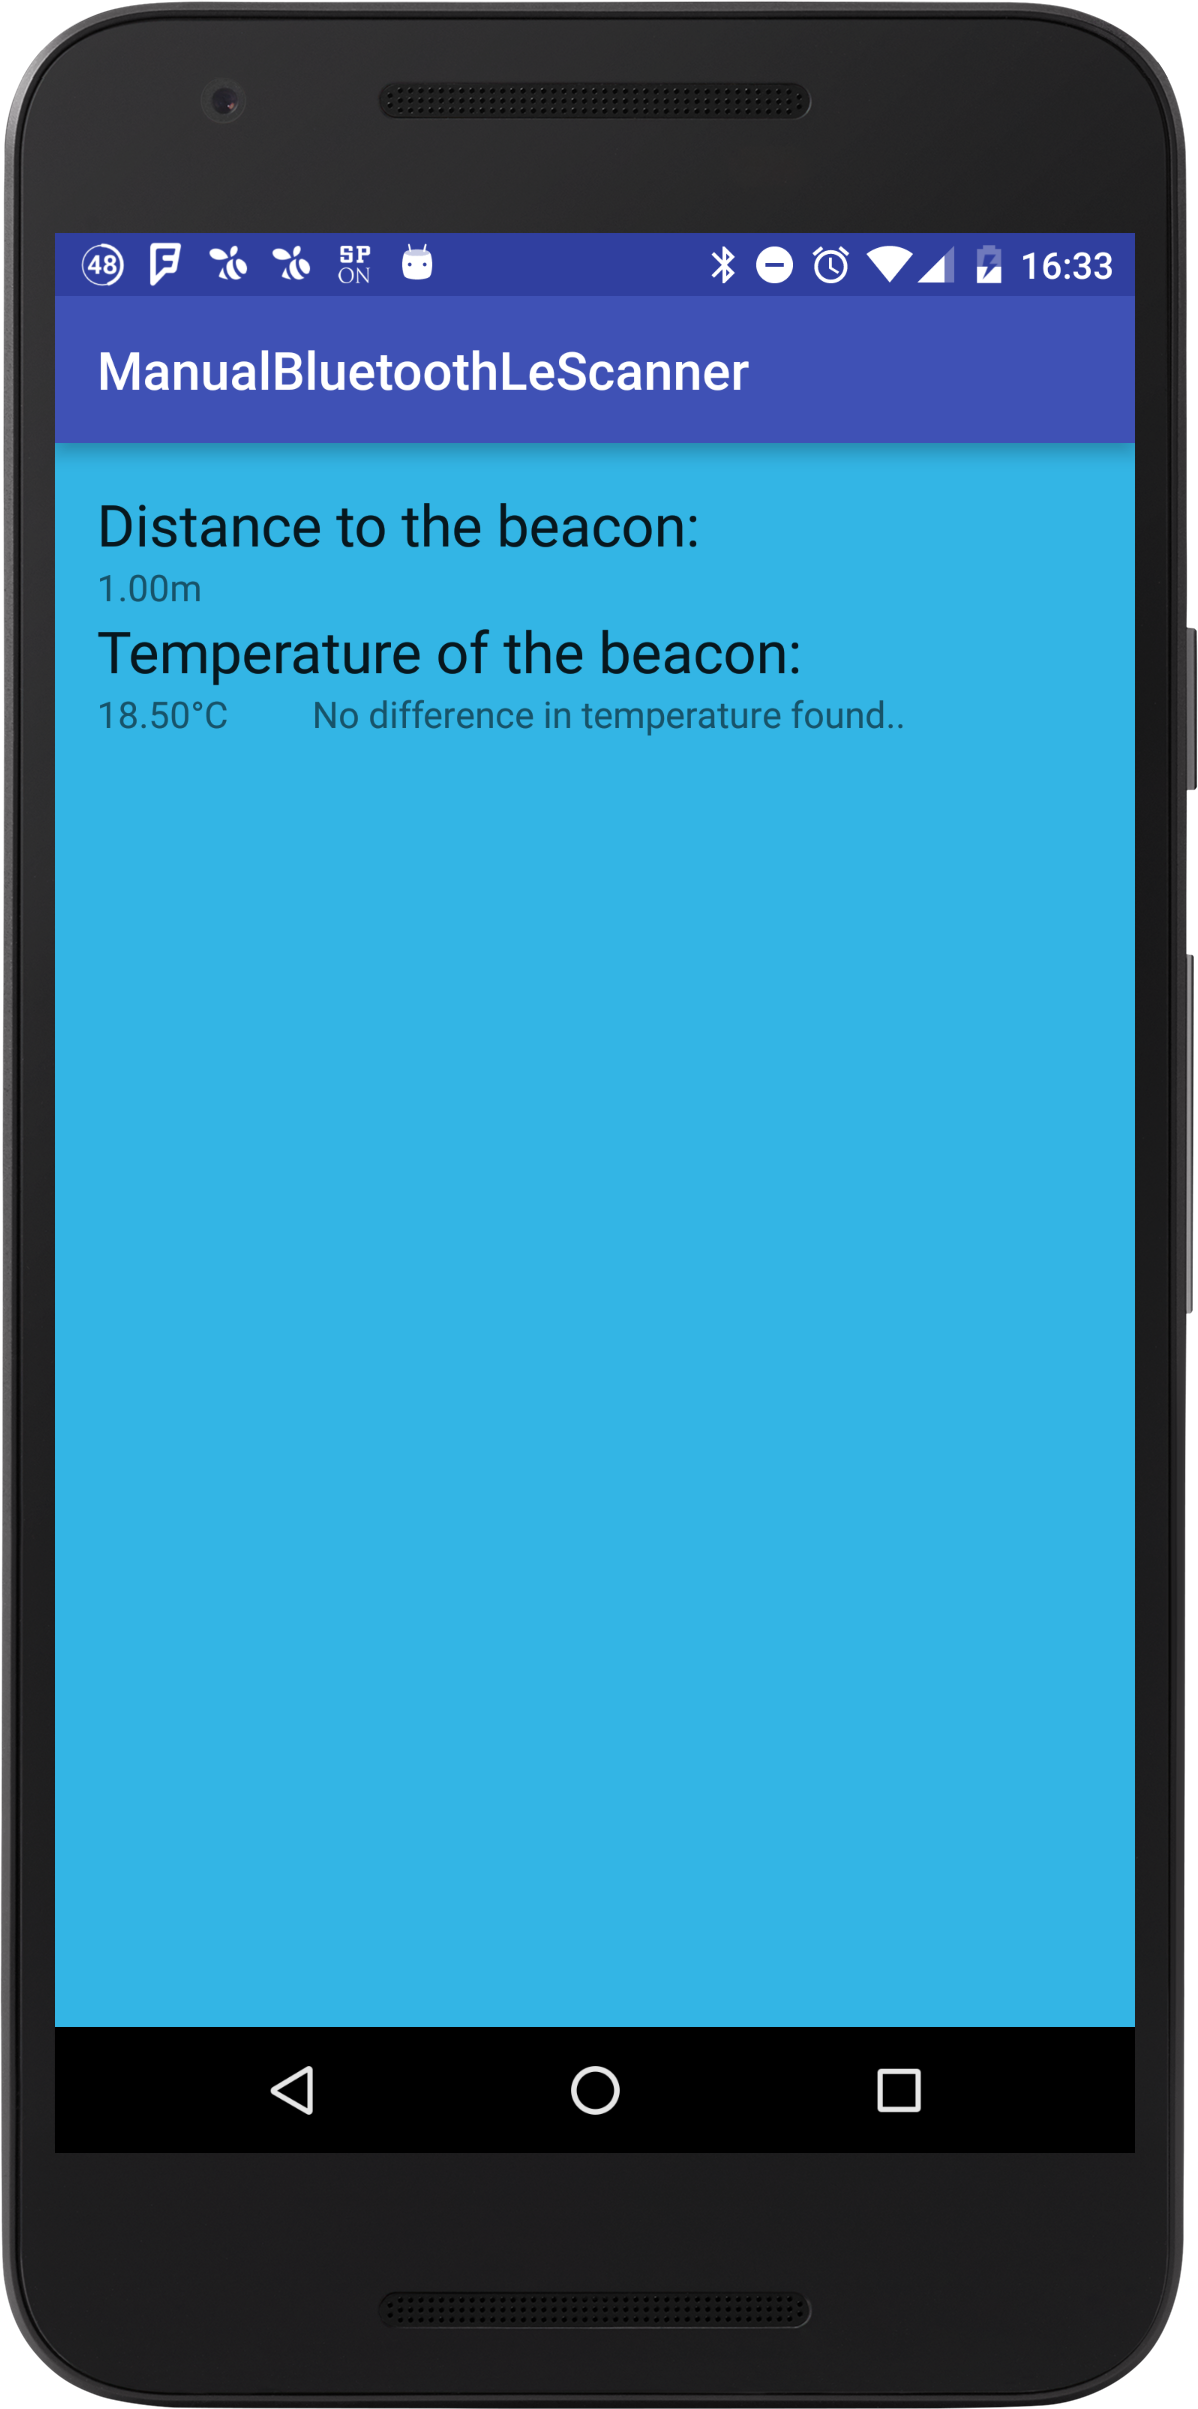 48 SP ON 16:33
ManualBluetoothLeScanner
Distance to the beacon:
1.00m
Temperature of the beacon:
18.50°C No difference in temperature found..